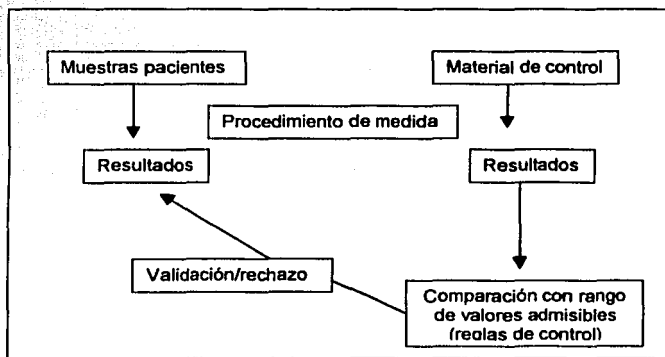 Muestras pacientes
Material de control
Procedimiento de medida
Resultados
Resultados
Validación/rechazo
Comparación con rango
de valores admisibles
(reglas de control)